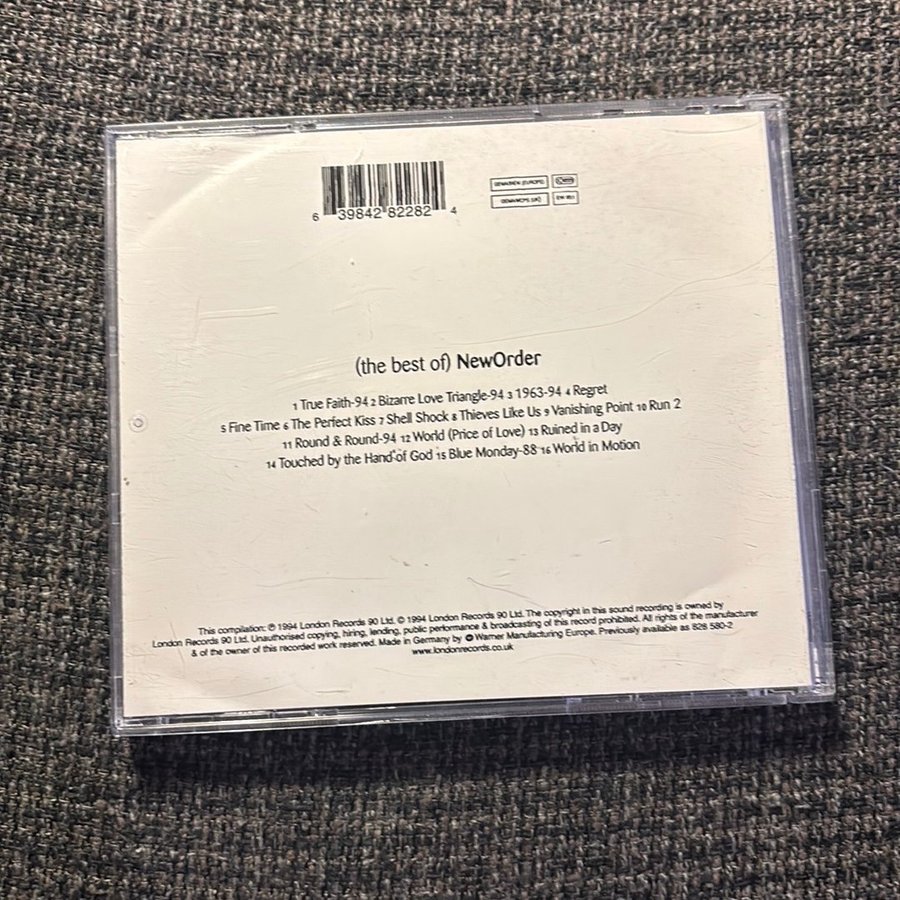 6 39842 82282 4
GEMA/BIEM (EUROPE)
GEMA/MCPS (UK)
(the best of) NewOrder
1 True Faith-94 2 Bizarre Love Triangle-94 3 1963-94 4 Regret
5 Fine Time 6 The Perfect Kiss 7 Shell Shock 8 Thieves Like Us 9 Vanishing Point 10 Run 2
11 Round & Round-94 12 World (Price of Love) 13 Ruined in a Day
14 Touched by the Hand of God 15 Blue Monday-88 16 World in Motion
This compilation: ℗ 1994 London Records 90 Ltd. © 1994 London Records 90 Ltd. The copyright in this sound recording is owned by
London Records 90 Ltd. Unauthorised copying, hiring, lending, public performance & broadcasting of this record prohibited. All rights of the manufacturer
& of the owner of this recorded work reserved. Made in Germany by Warner Manufacturing Europe. Previously available as 828 580-2
www.londonrecords.co.uk